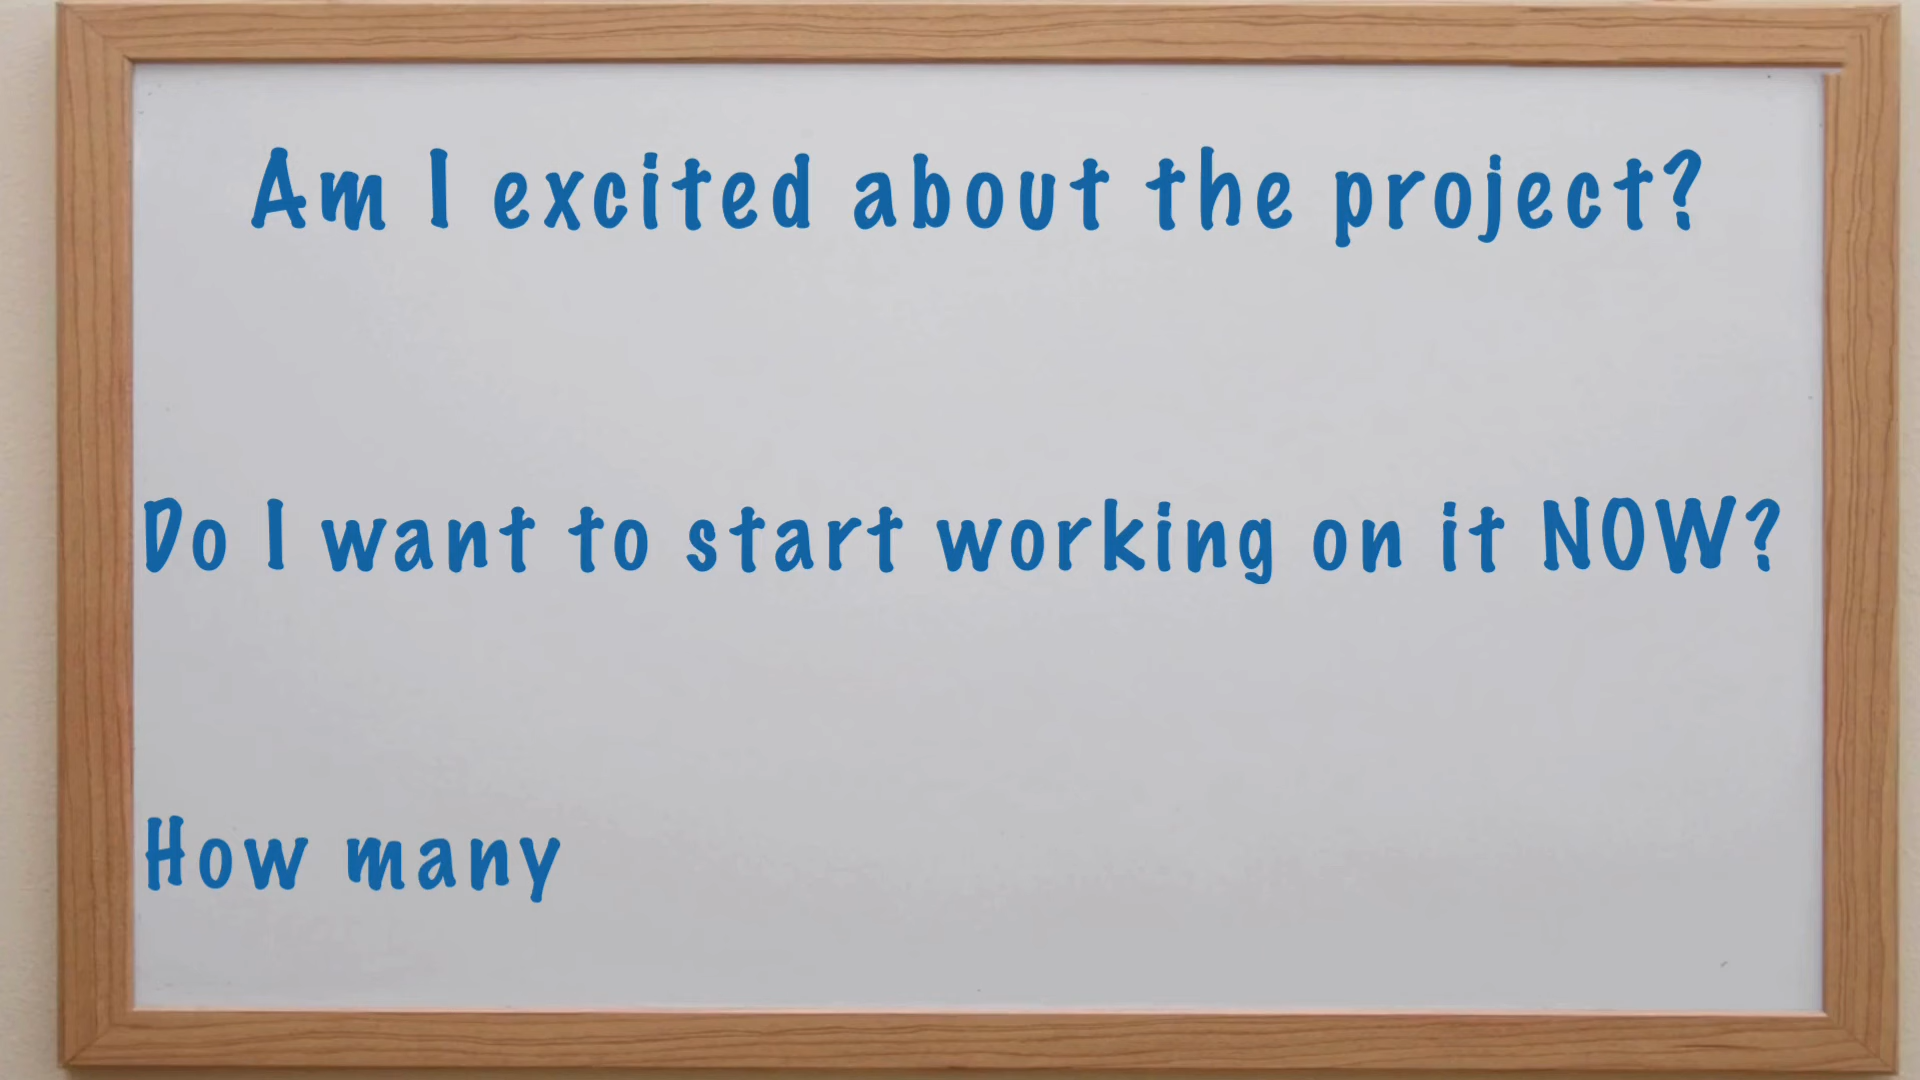 Am I excited about the project?
Do I want to start working on it NOW?
How many